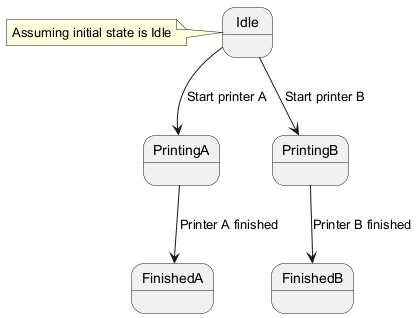 Idle
Assuming initial state is Idle
Start printer A
Start printer B
PrintingA
PrintingB
Printer A finished
Printer B finished
FinishedA
FinishedB